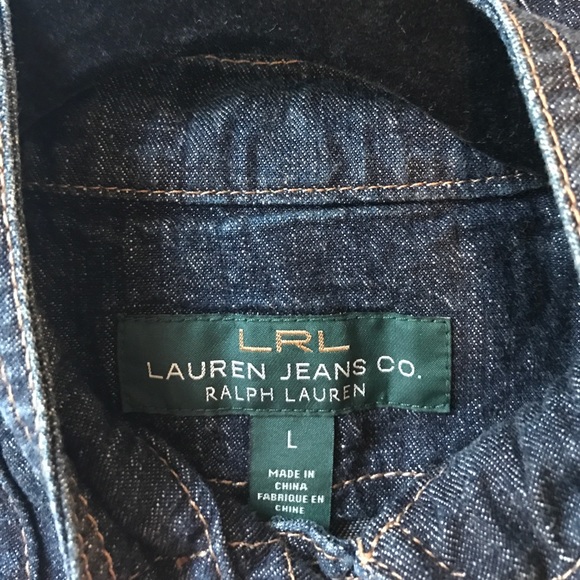 LRL
LAUREN JEANS CO.
RALPH LAUREN
L
MADE IN
CHINA
FABRIQUE EN
CHINE